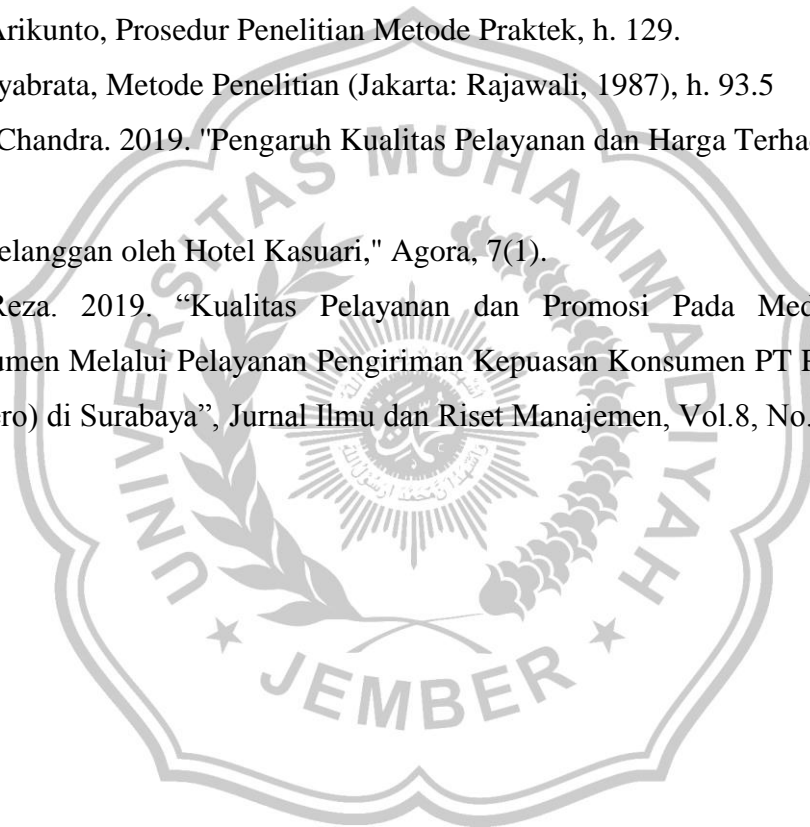 Arikunto, Prosedur Penelitian Metode Praktek, h. 129.
yabrata, Metode Penelitian (Jakarta: Rajawali, 1987), h. 93.5
Chandra. 2019. "Pengaruh Kualitas Pelayanan dan Harga Terha
elanggan oleh Hotel Kasuari," Agora, 7(1).
Reza. 2019. “Kualitas Pelayanan dan Promosi Pada Med
umen Melalui Pelayanan Pengiriman Kepuasan Konsumen PT
ero) di Surabaya”, Jurnal Ilmu dan Riset Manajemen, Vol.8, No.
UNIVERSITAS MUHAMMADIYAH
JEMBER